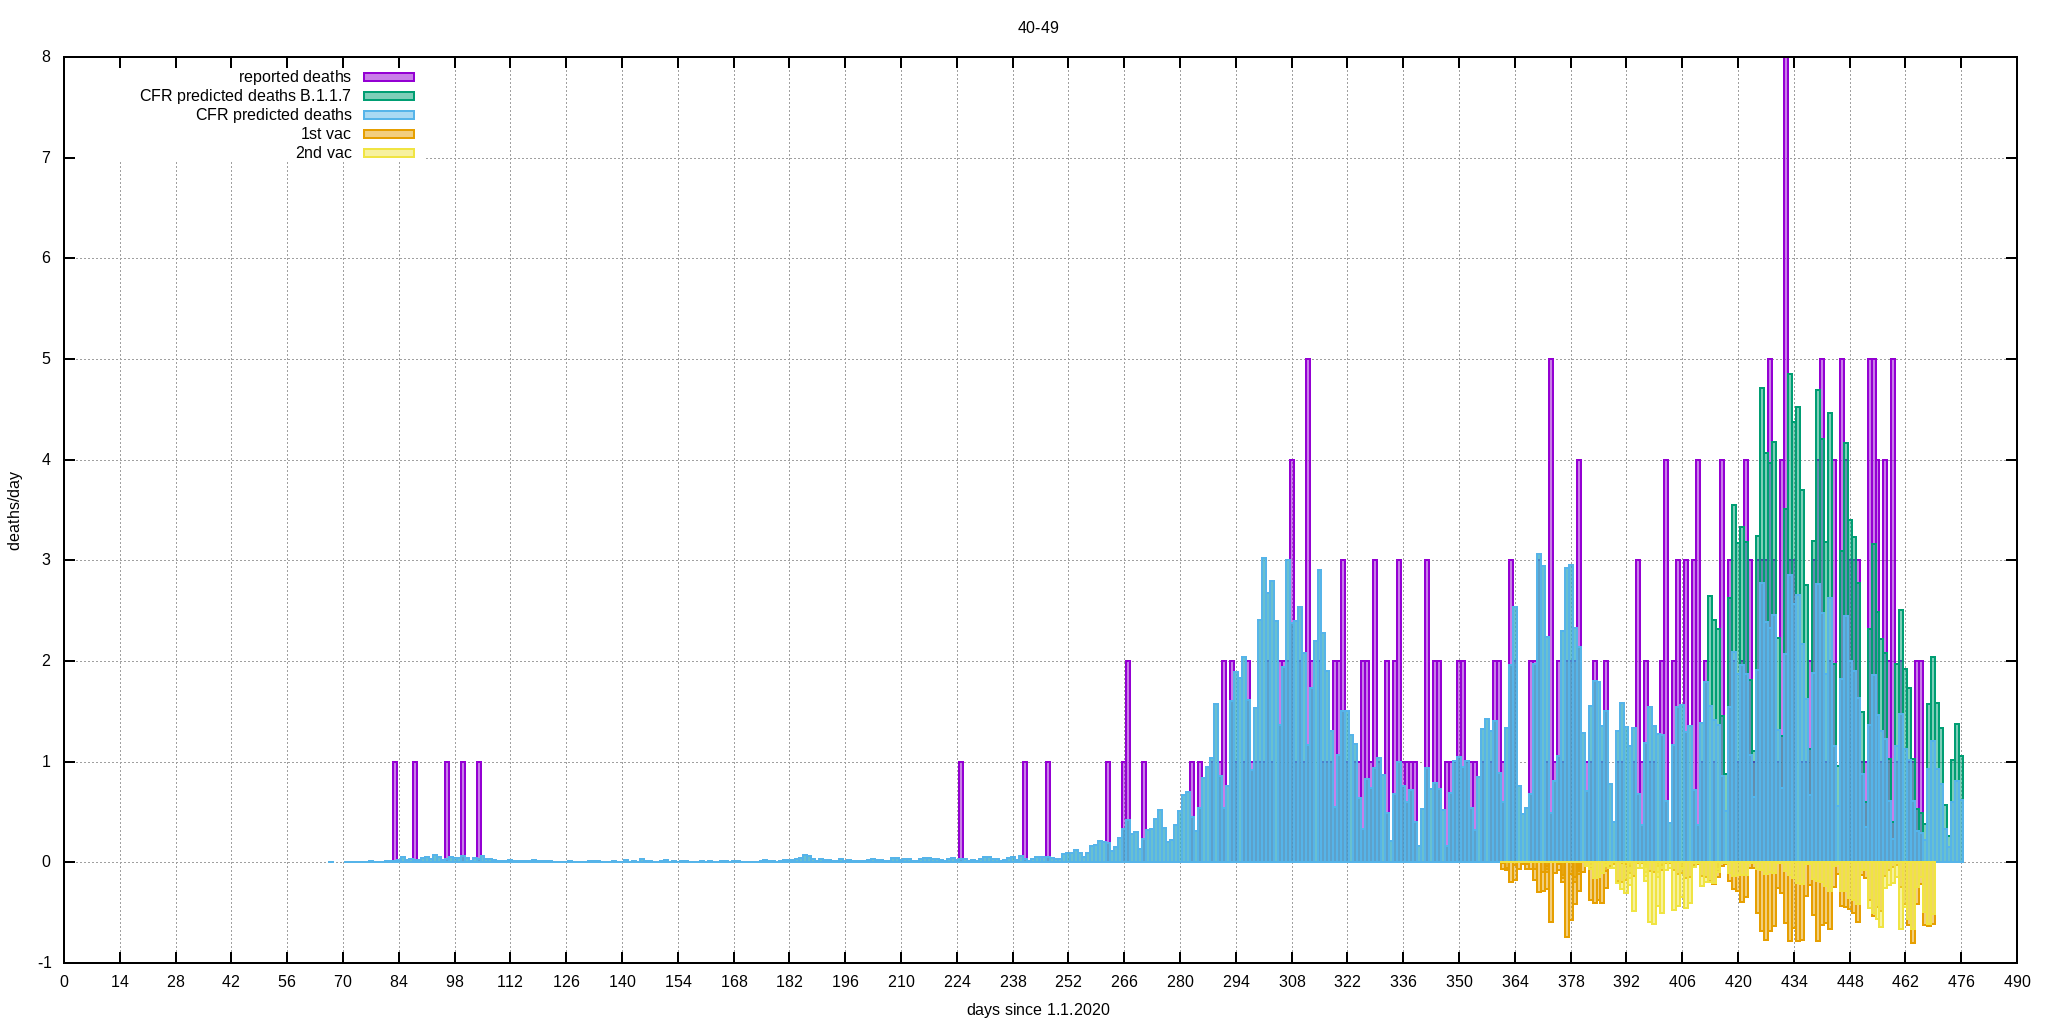 40-49
reported deaths
CFR predicted deaths B.1.1.7
CFR predicted deaths
1st vac
2nd vac
8
7
6
5
4
3
2
1
0
-1
deaths/day
0 14 28 42 56 70 84 98 112 126 140 154 168 182 196 210 224 238 252 266 280 294 308 322 336 350 364 378 392 406 420 434 448 462 476 490
days since 1.1.2020